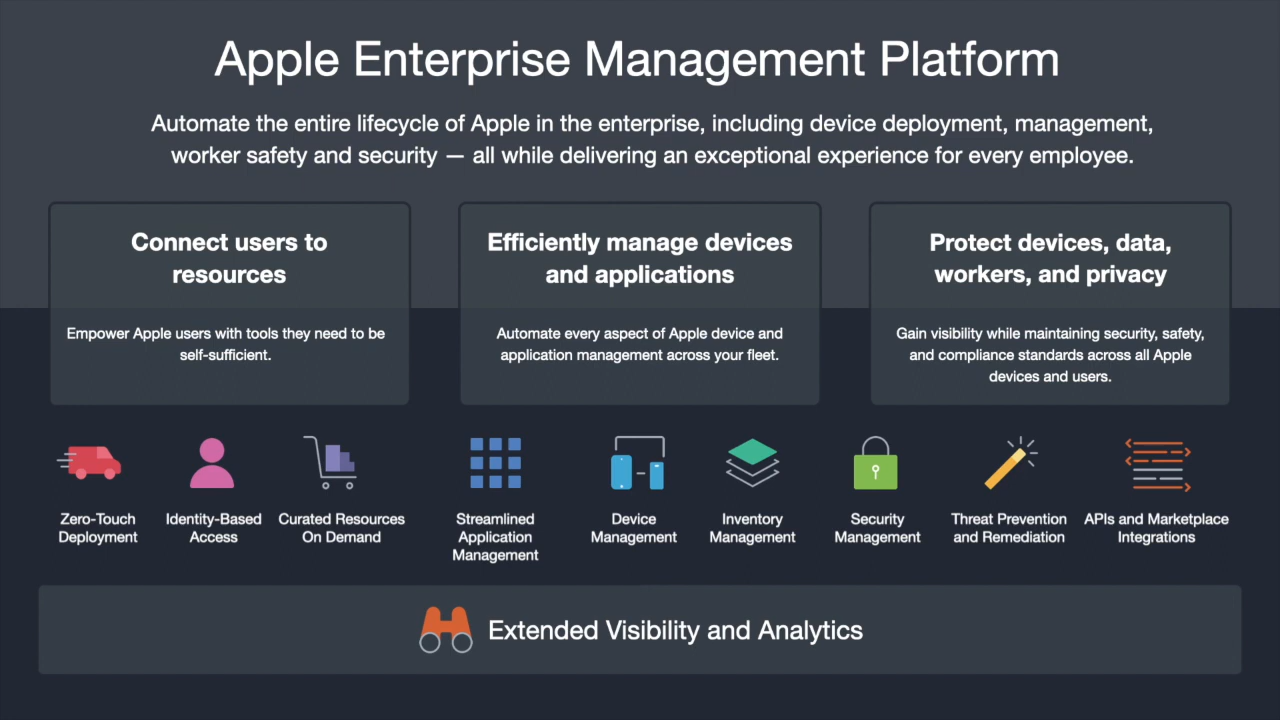 Apple Enterprise Management Platform
Automate the entire lifecycle of Apple in the enterprise, including device deployment, management,
worker safety and security — all while delivering an exceptional experience for every employee.
Connect users to
resources
Empower Apple users with tools they need to be
self-sufficient.
Efficiently manage devices
and applications
Automate every aspect of Apple device and
application management across your fleet.
Protect devices, data,
workers, and privacy
Gain visibility while maintaining security, safety,
and compliance standards across all Apple
devices and users.
Zero-Touch
Deployment
Identity-Based
Access
Curated Resources
On Demand
Streamlined
Application
Management
Device
Management
Inventory
Management
Security
Management
Threat Prevention
and Remediation
APIs and Marketplace
Integrations
Extended Visibility and Analytics